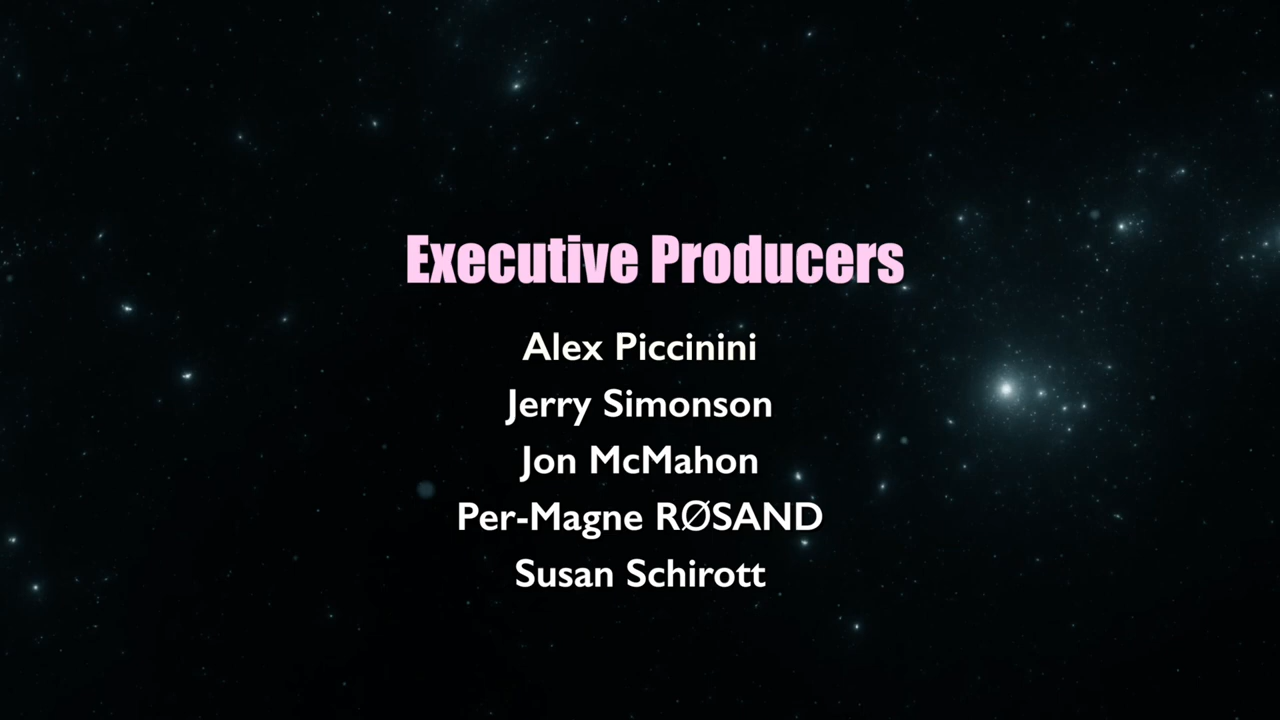 Executive Producers
Alex Piccinini
Jerry Simonson
Jon McMahon
Per-Magne RØSAND
Susan Schirott